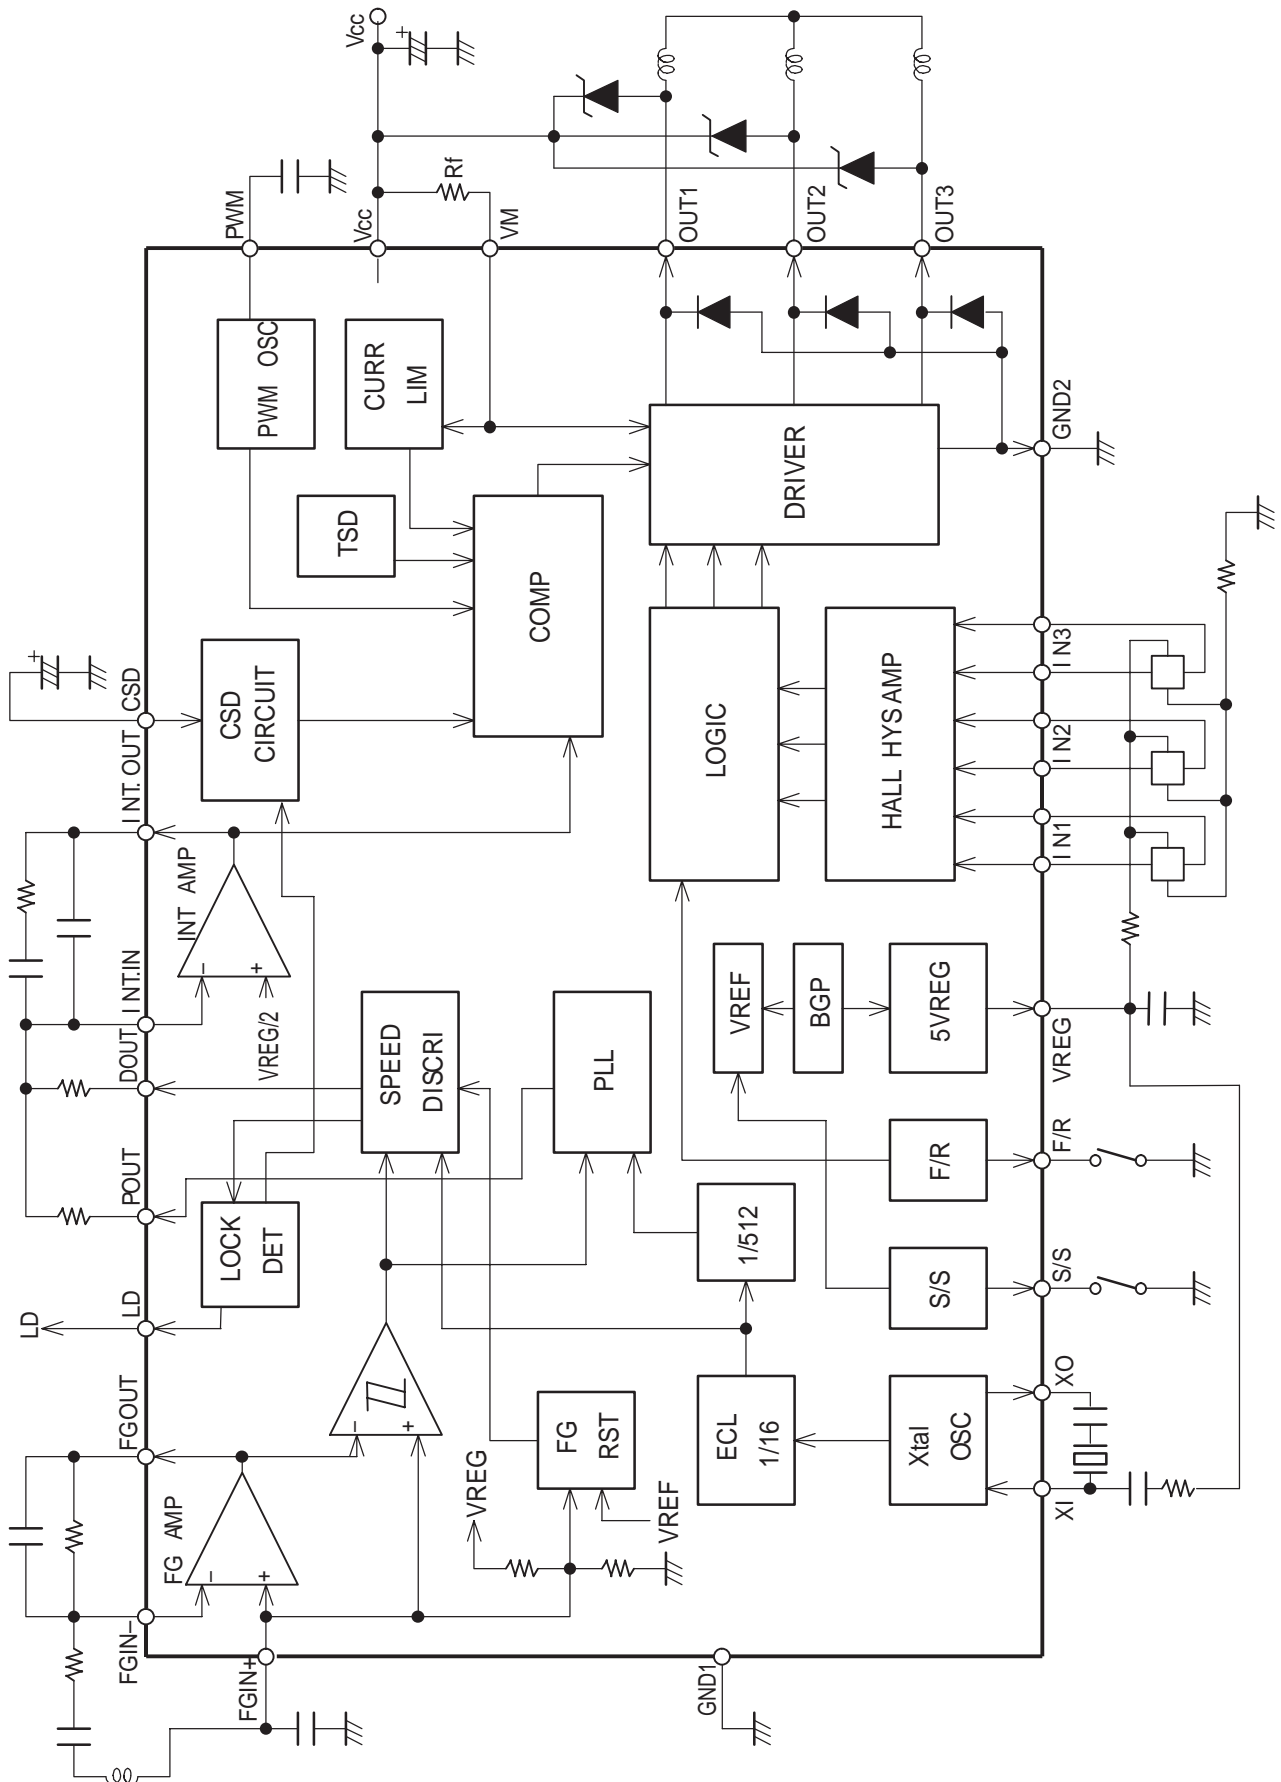 FGIN–
FGOUT
LD
LD
POUT
DOUT
INT.IN
INT.OUT
CSD
+
FG AMP
–
+
–
+
LOCK
DET
INT AMP
–
+
VREG/2
CSD
CIRCUIT
PWM OSC
PWM
Vcc
Vcc
+
CURR
LIM
Rf
VM
TSD
COMP
SPEED
DISCRI
PLL
FGIN+
VREG
FG
RST
VREF
GND1
ECL
1/16
1/512
VREF
BGP
LOGIC
DRIVER
OUT1
OUT2
OUT3
Xtal
OSC
S/S
F/R
5VREG
HALL HYS AMP
XI
XO
S/S
F/R
VREG
IN1
IN2
IN3
GND2